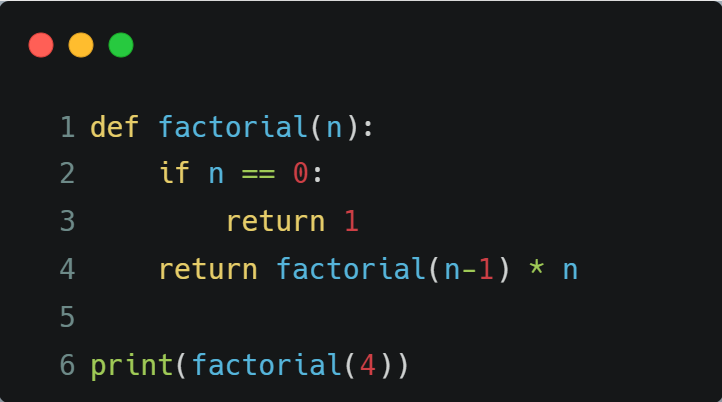 1 def factorial(n):
2     if n == 0:
3         return 1
4     return factorial(n-1) * n
5
6 print(factorial(4))